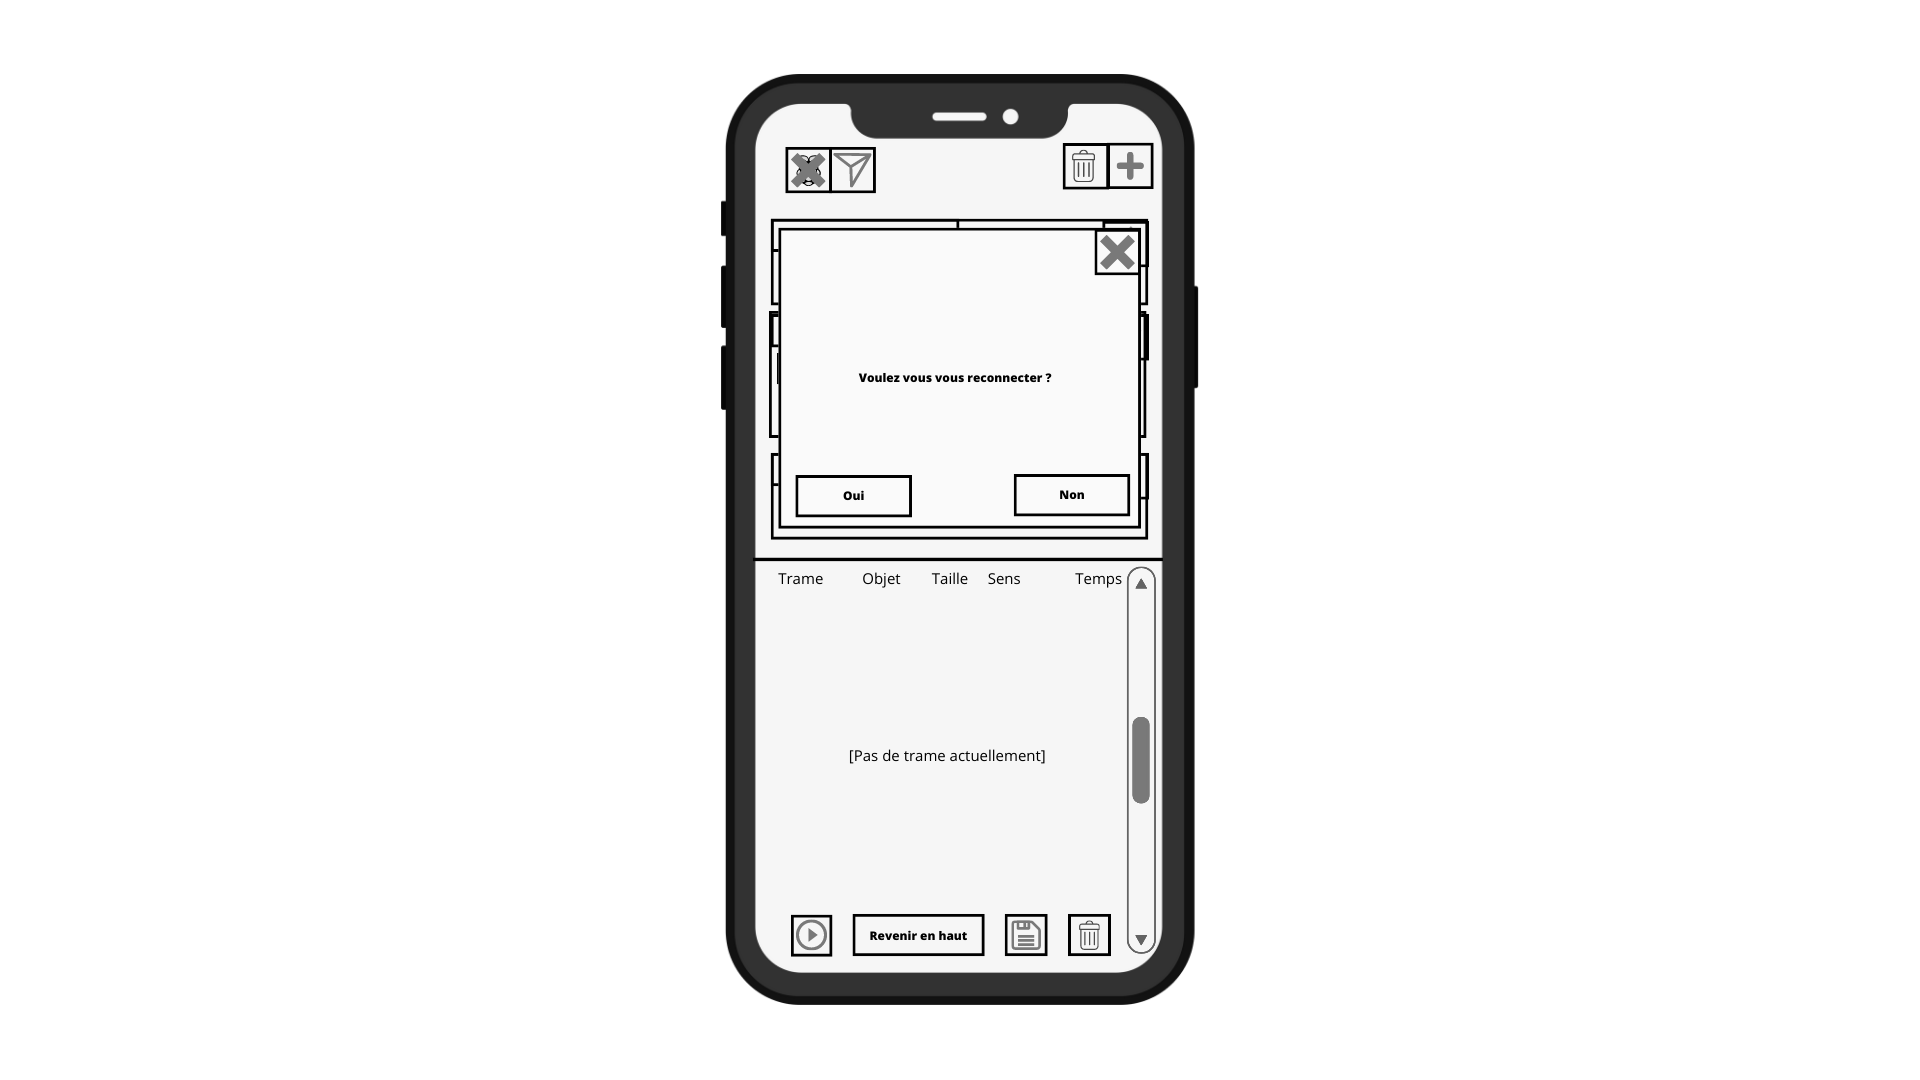 Voulez vous vous reconnecter ?
Oui
Non
Trame Objet Taille Sens Temps
[Pas de trame actuellement]
Revenir en haut